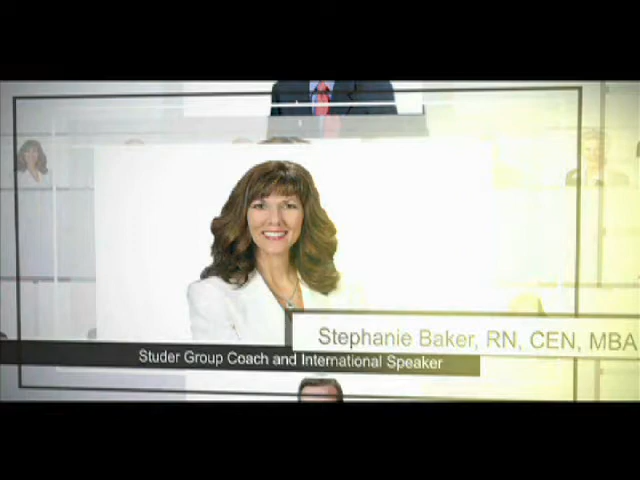 Stephanie Baker, RN, CEN, MBA
Studer Group Coach and International Speaker